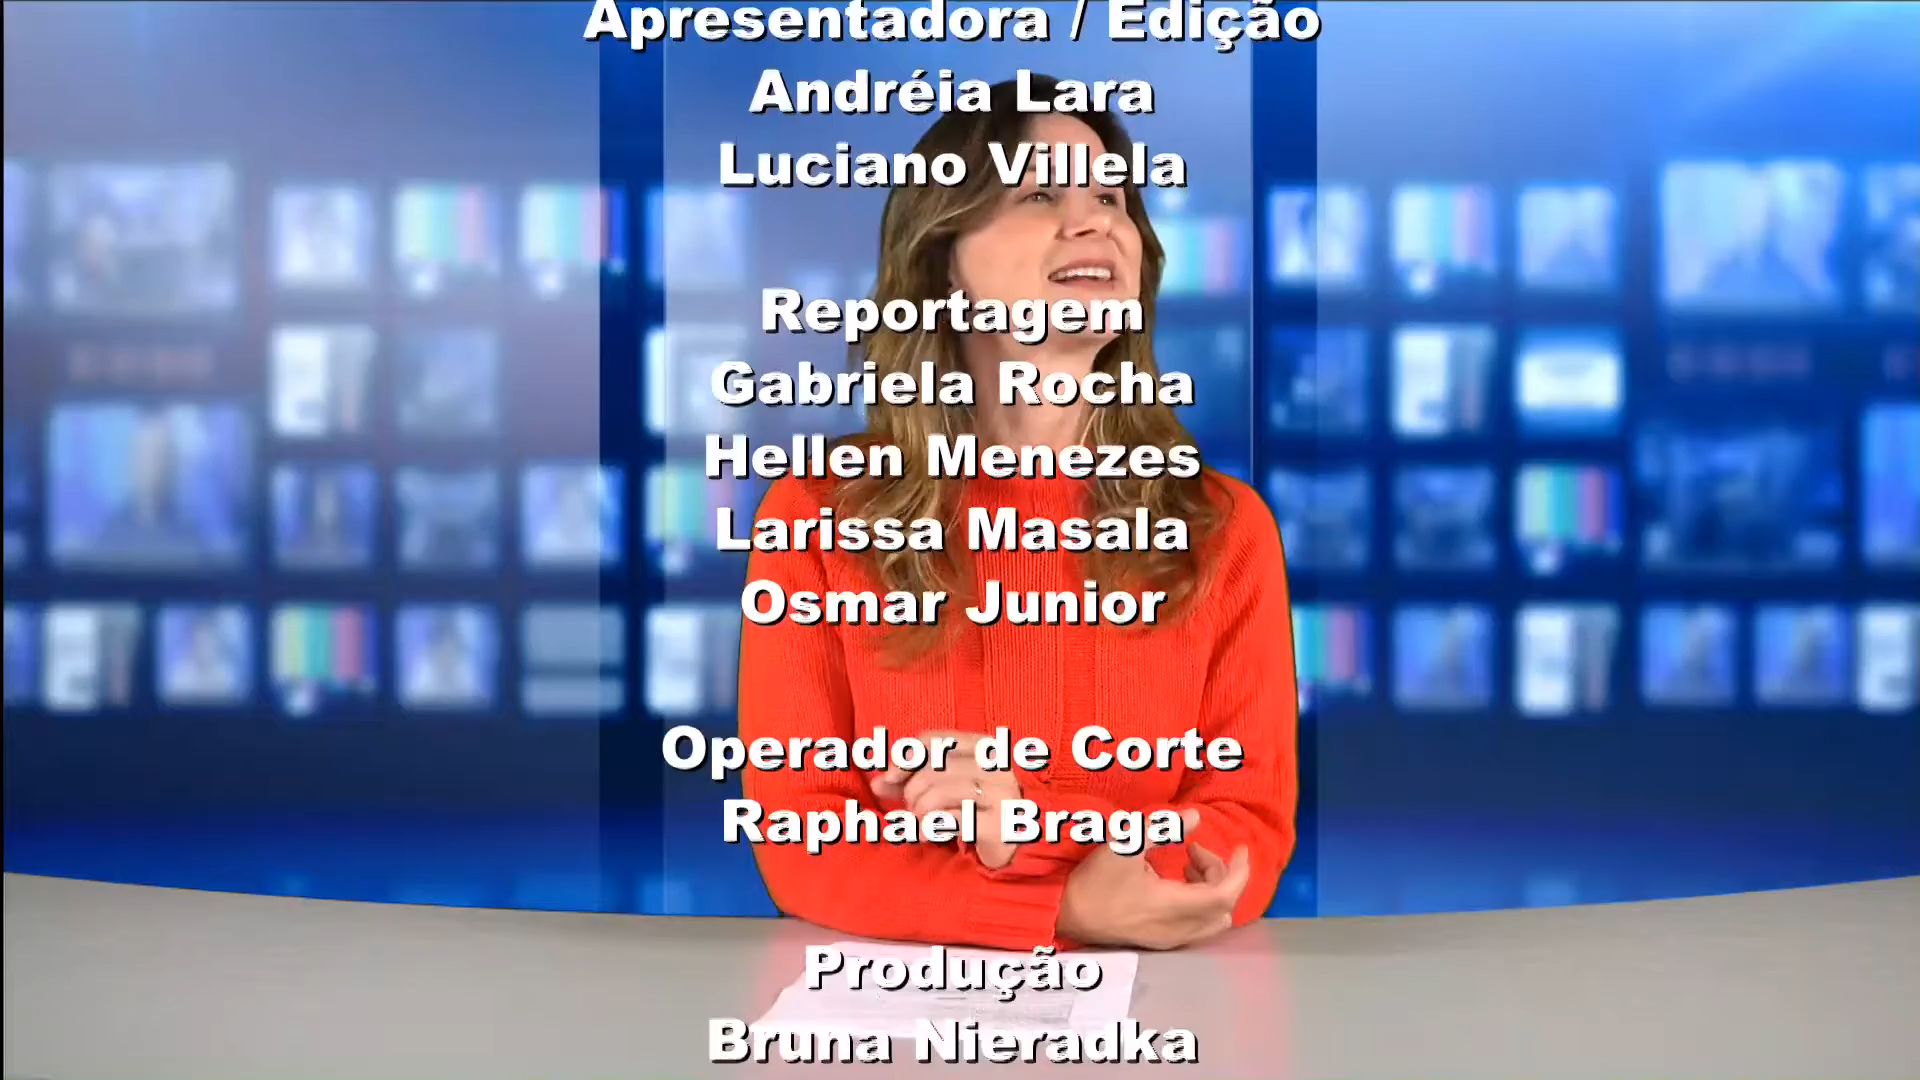 Apresentadora / Edição
Andréia Lara
Luciano Villela
Reportagem
Gabriela Rocha
Hellen Menezes
Larissa Masala
Osmar Junior
Operador de Corte
Raphael Braga
Produção
Bruna Nieradka